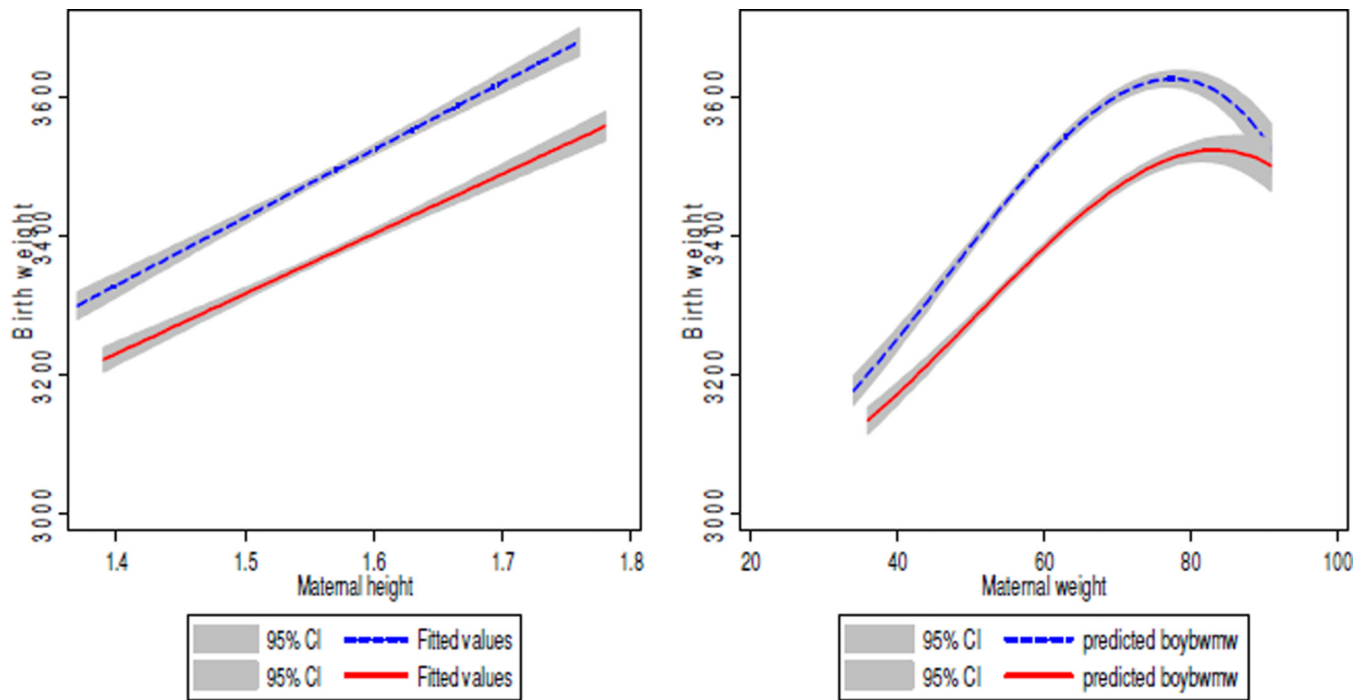 Birth weight
3600
3400
3200
3000
1.4 1.5 1.6 1.7 1.8
Maternal height
95% CI Fitted values
95% CI Fitted values
Birth weight
3600
3400
3200
3000
20 40 60 80 100
Maternal weight
95% CI predicted boybwmw
95% CI predicted boybwmw